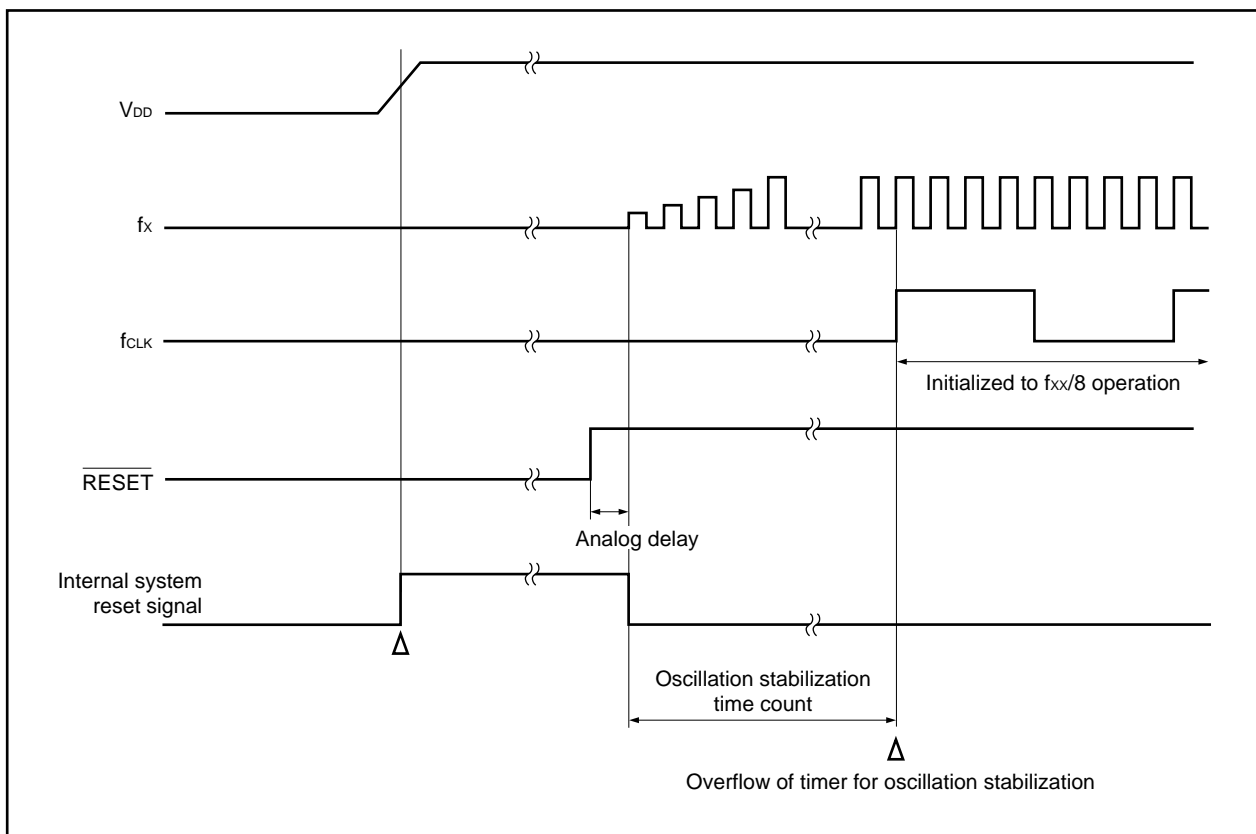 VDD
fX
fCLK
Initialized to fXX/8 operation
RESET
Analog delay
Internal system
reset signal
Oscillation stabilization
time count
Overflow of timer for oscillation stabilization